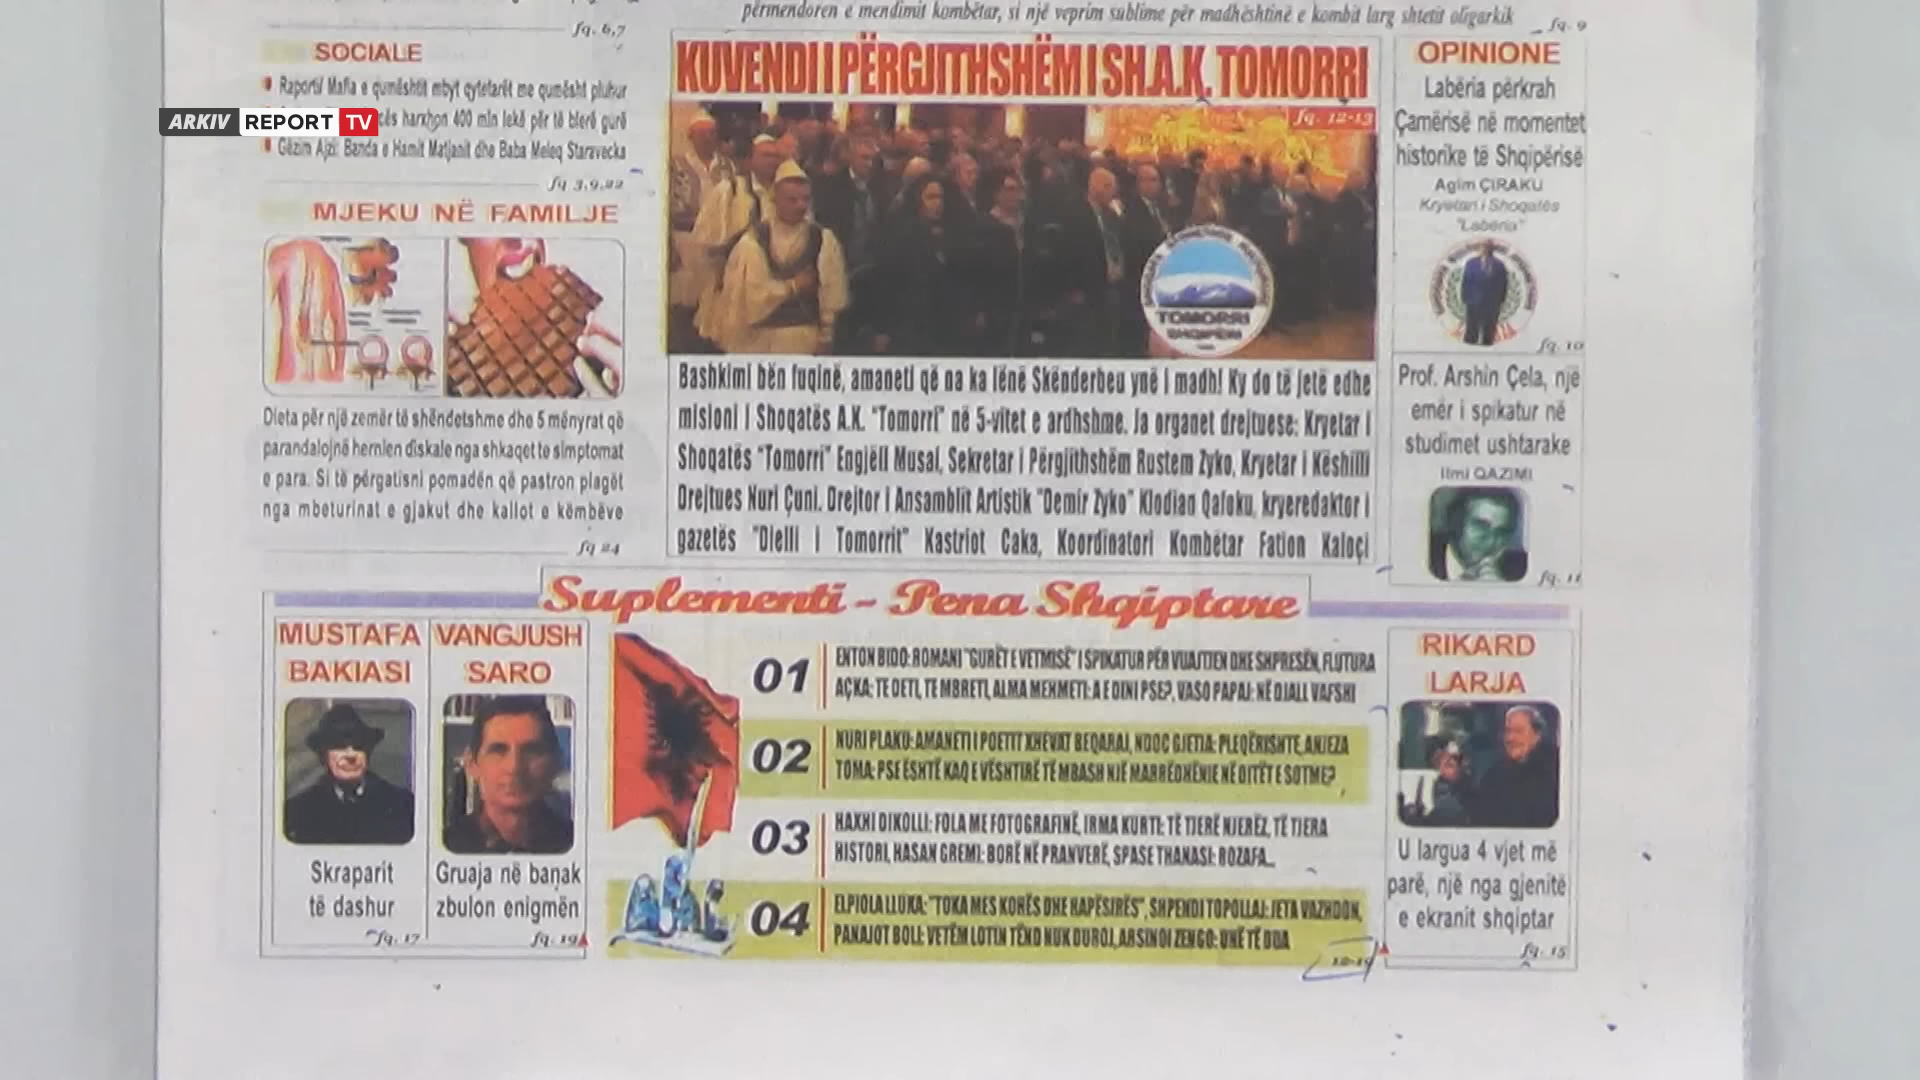 përmendoren e mendimit kombëtar, si një veprim sublime për madhështinë e kombit larg shtetit oligarkik
fq. 9
fq. 6,7
SOCIALE
Raporti/ Mafia e qumështit mbyt qytetarët me qumësht pluhur
harxhon 400 mln lekë për të blerë gurë
Gëzim Ajzi: Banda e Hamit Matjanit dhe Baba Meleq Staravecka
fq 3,9,22
ARKIV REPORT TV
MJEKU NË FAMILJE
Dieta për një zemër të shëndetshme dhe 5 mënyrat që
parandalojnë hernien diskale nga shkaqet te simptomat
e para. Si të përgatisni pomadën që pastron plagët
nga mbeturinat e gjakut dhe kallot e këmbëve
fq 24
KUVENDI I PËRGJITHSHËM I SH.A.K. TOMORRI
fq. 12-13
TOMORRI
SHQIPËRI
Bashkimi bën fuqinë, amaneti që na ka lënë Skënderbeu ynë i madh! Ky do të jetë edhe
misioni i Shoqatës A.K. "Tomorri" në 5-vitet e ardhshme. Ja organet drejtuese: Kryetar i
Shoqatës "Tomorri" Engjëll Musai, Sekretar i Përgjithshëm Rustem Zyko, Kryetar i Këshilli
Drejtues Nuri Çuni. Drejtor i Ansamblit Artistik "Demir Zyko" Klodian Qafoku, kryeredaktor i
gazetës "Dielli i Tomorrit" Kastriot Caka, Koordinatori Kombëtar Fation Kaloçi
OPINIONE
Labëria përkrah
Çamërisë në momentet
historike të Shqipërisë
Agim ÇIRAKU
Kryetari i Shoqatës
"Labëria"
fq. 10
Prof. Arshin Çela, një
emër i spikatur në
studimet ushtarake
Ilmi QAZIMI
fq. 11
Suplementi - Pena Shqiptare
MUSTAFA
BAKIASI
Skraparit
të dashur
fq. 17
VANGJUSH
SARO
Gruaja në banak
zbulon enigmën
fq. 19
01
ENTON BIDO: ROMANI "GURËT E VETMISË" I SPIKATUR PËR VUAJTJEN DHE SHPRESËN, FLUTURA
AÇKA: TE DETI, TE MBRETI, ALMA MEHMETI: A E DINI PSE?, VASO PAPAJ: NË DJALL VAFSHI
02
NURI PLAKU: AMANETI I POETIT XHEVAT BEQARAJ, NDOC GJETJA: PLEQËRISHTE, ANJEZA
TOMA: PSE ËSHTË KAQ E VËSHTIRË TË MBASH NJË MARRËDHËNIE NË DITËT E SOTME?
03
HAXHI DIKOLLI: FOLA ME FOTOGRAFINË, IRMA KURTI: TË TJERË NJERËZ, TË TJERA
HISTORI, HASAN GREMI: BORË NË PRANVERË, SPASE THANASI: ROZAFA...
04
ELPIOLA LLUKA: "TOKA MES KOHËS DHE HAPËSIRËS", SHPENDI TOPOLLAJ: JETA VAZHDON,
PANAJOT BOLI: VETËM LOTIN TËND NUK DUROJ, ARSINOI ZENGO: UNË TË DUA
RIKARD
LARJA
U largua 4 vjet më
parë, një nga gjenitë
e ekranit shqiptar
fq. 15